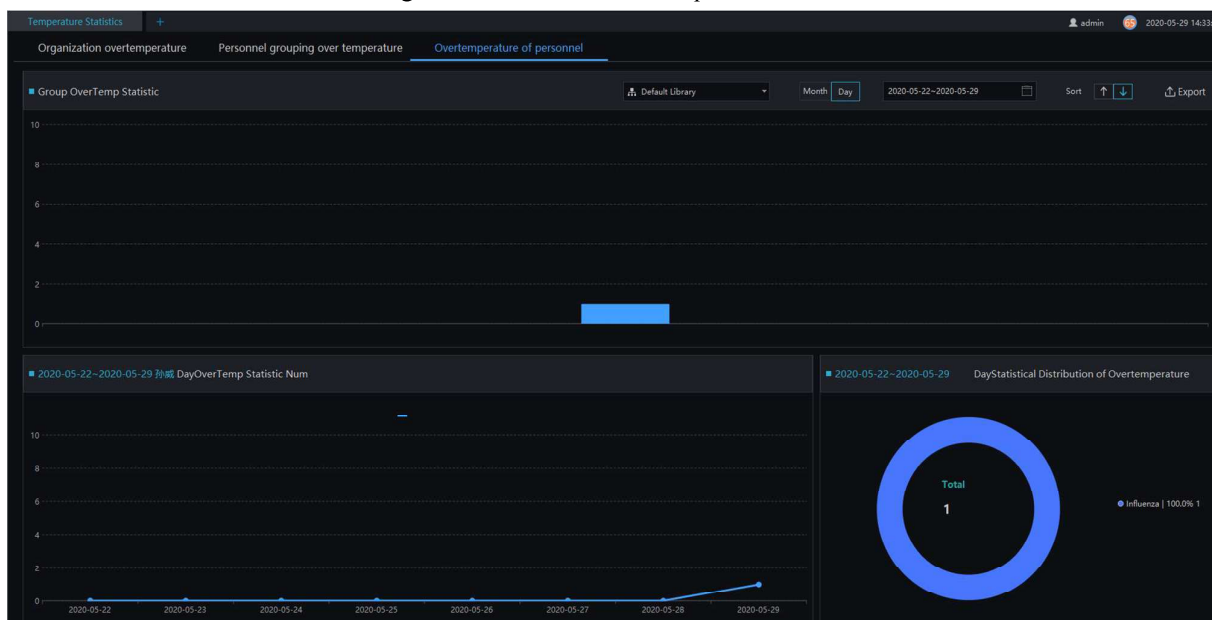 Temperature Statistics +
admin 65 2020-05-29 14:33:
Organization overtemperature Personnel grouping over temperature Overtemperature of personnel
Group OverTemp Statistic Default Library Month Day 2020-05-22~2020-05-29 Sort ↑ ↓ Export
10
8
6
4
2
0
2020-05-22~2020-05-29 孙威 DayOverTemp Statistic Num
10
8
6
4
2
0
2020-05-22 2020-05-23 2020-05-24 2020-05-25 2020-05-26 2020-05-27 2020-05-28 2020-05-29
2020-05-22~2020-05-29 DayStatistical Distribution of Overtemperature
Total
1
Influenza | 100.0% 1